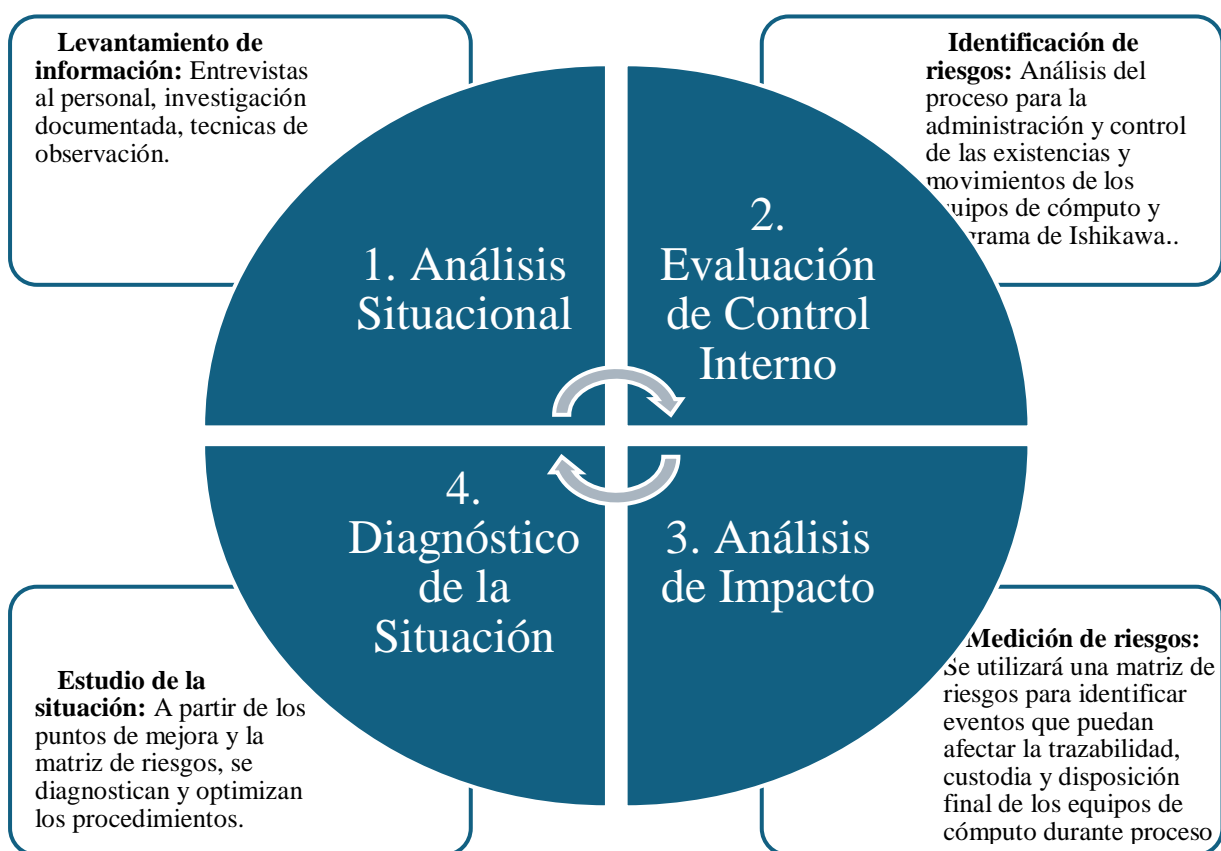 Levantamiento de
información: Entrevistas
al personal, investigación
documentada, tecnicas de
observación.
Identificación de
riesgos: Análisis del
proceso para la
administración y control
de las existencias y
movimientos de los
uipos de cómputo y
grama de Ishikawa..
1. Análisis
Situacional
2.
Evaluación
de Control
Interno
3. Análisis
de Impacto
4.
Diagnóstico
de la
Situación
Estudio de la
situación: A partir de los
puntos de mejora y la
matriz de riesgos, se
diagnostican y optimizan
los procedimientos.
Medición de riesgos:
Se utilizará una matriz de
riesgos para identificar
eventos que puedan
afectar la trazabilidad,
custodia y disposición
final de los equipos de
cómputo durante proceso